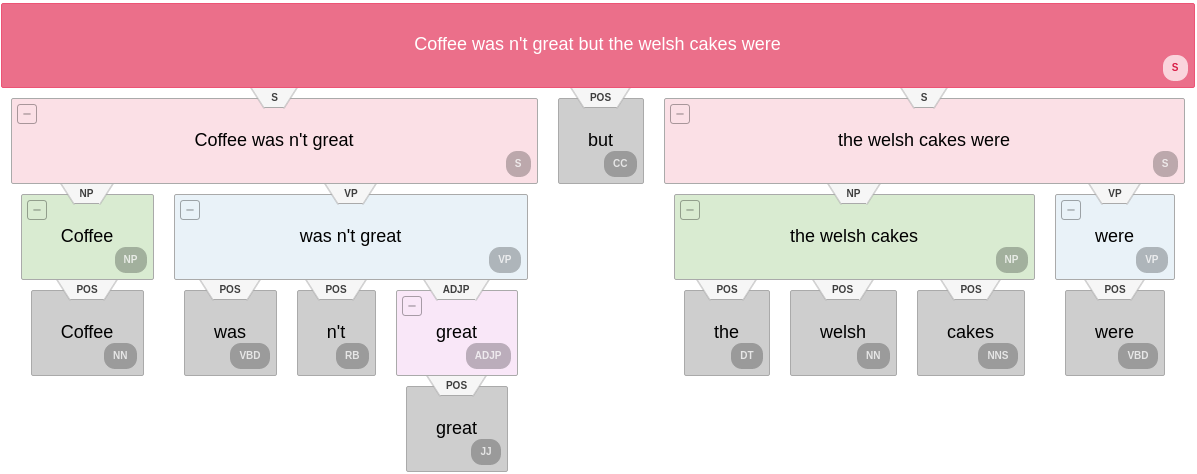 Coffee was n't great but the welsh cakes were
S
S POS S
− Coffee was n't great S but CC − the welsh cakes were S
NP VP NP VP
− Coffee NP − was n't great VP − the welsh cakes NP − were VP
POS POS POS ADJP POS POS POS POS
Coffee NN was VBD n't RB − great ADJP the DT welsh NN cakes NNS were VBD
POS
great JJ